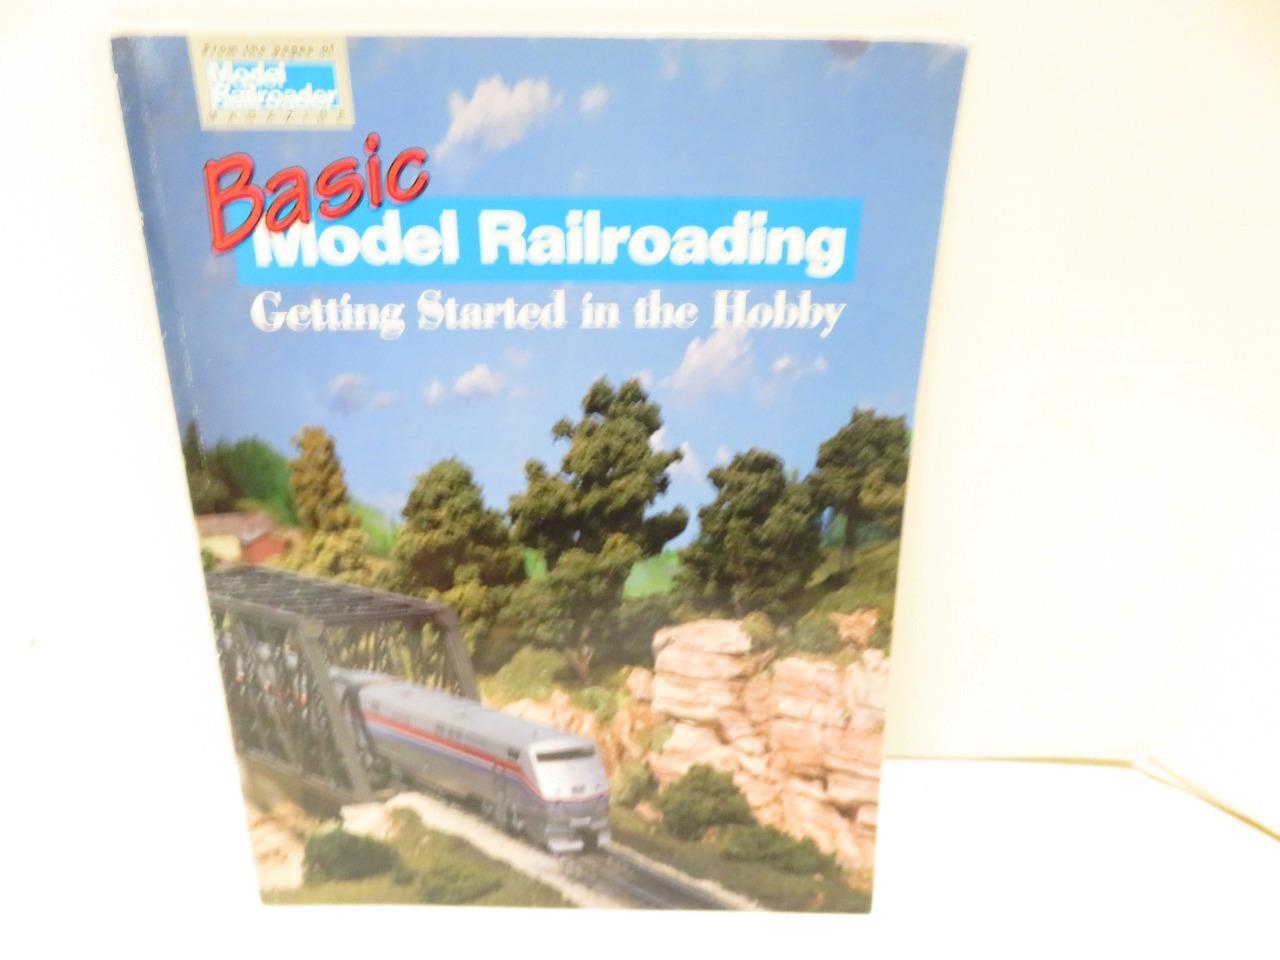 From the pages of
Model
Railroader
MAGAZINE
Basic
Model Railroading
Getting Started in the Hobby